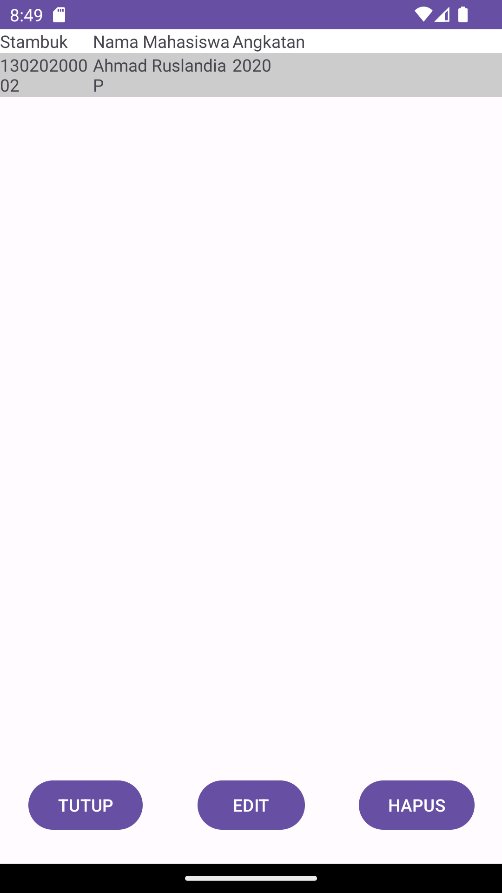 8:49
Stambuk Nama Mahasiswa Angkatan
130202000 Ahmad Ruslandia 2020
02 P
TUTUP EDIT HAPUS